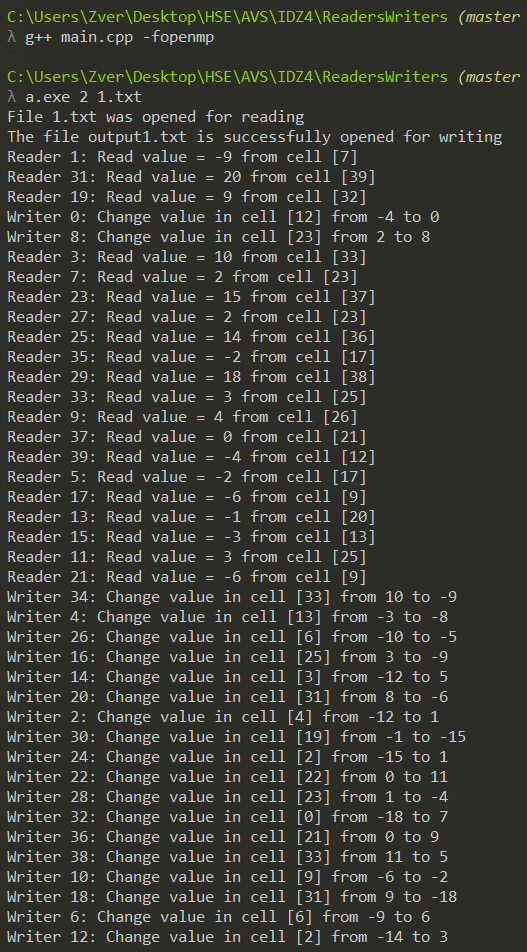 C:\Users\Zver\Desktop\HSE\AVS\IDZ4\ReadersWriters (master
λ g++ main.cpp -fopenmp
C:\Users\Zver\Desktop\HSE\AVS\IDZ4\ReadersWriters (master
λ a.exe 2 1.txt
File 1.txt was opened for reading
The file output1.txt is successfully opened for writing
Reader 1: Read value = -9 from cell [7]
Reader 31: Read value = 20 from cell [39]
Reader 19: Read value = 9 from cell [32]
Writer 0: Change value in cell [12] from -4 to 0
Writer 8: Change value in cell [23] from 2 to 8
Reader 3: Read value = 10 from cell [33]
Reader 7: Read value = 2 from cell [23]
Reader 23: Read value = 15 from cell [37]
Reader 27: Read value = 2 from cell [23]
Reader 25: Read value = 14 from cell [36]
Reader 35: Read value = -2 from cell [17]
Reader 29: Read value = 18 from cell [38]
Reader 33: Read value = 3 from cell [25]
Reader 9: Read value = 4 from cell [26]
Reader 37: Read value = 0 from cell [21]
Reader 39: Read value = -4 from cell [12]
Reader 5: Read value = -2 from cell [17]
Reader 17: Read value = -6 from cell [9]
Reader 13: Read value = -1 from cell [20]
Reader 15: Read value = -3 from cell [13]
Reader 11: Read value = 3 from cell [25]
Reader 21: Read value = -6 from cell [9]
Writer 34: Change value in cell [33] from 10 to -9
Writer 4: Change value in cell [13] from -3 to -8
Writer 26: Change value in cell [6] from -10 to -5
Writer 16: Change value in cell [25] from 3 to -9
Writer 14: Change value in cell [3] from -12 to 5
Writer 20: Change value in cell [31] from 8 to -6
Writer 2: Change value in cell [4] from -12 to 1
Writer 30: Change value in cell [19] from -1 to -15
Writer 24: Change value in cell [2] from -15 to 1
Writer 22: Change value in cell [22] from 0 to 11
Writer 28: Change value in cell [23] from 1 to -4
Writer 32: Change value in cell [0] from -18 to 7
Writer 36: Change value in cell [21] from 0 to 9
Writer 38: Change value in cell [33] from 11 to 5
Writer 10: Change value in cell [9] from -6 to -2
Writer 18: Change value in cell [31] from 9 to -18
Writer 6: Change value in cell [6] from -9 to 6
Writer 12: Change value in cell [2] from -14 to 3